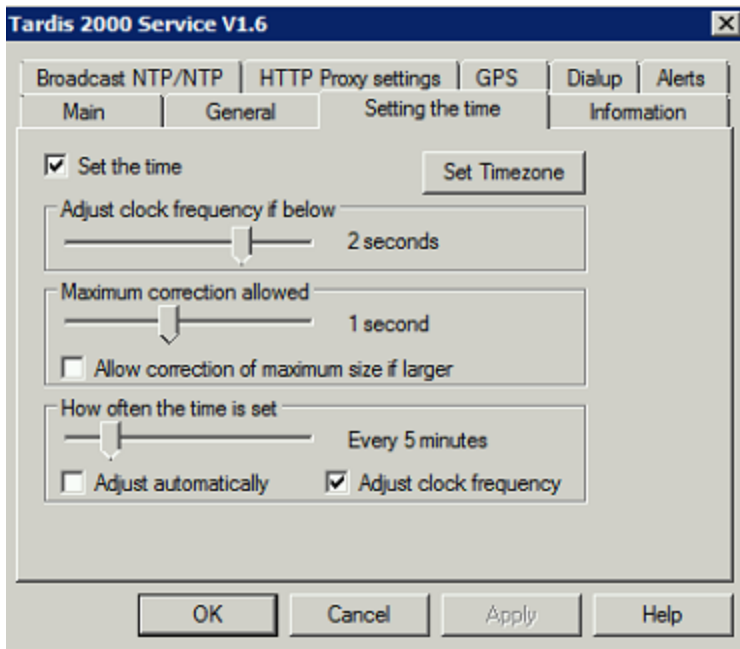 Tardis 2000 Service V1.6
Broadcast NTP/NTP HTTP Proxy settings GPS Dialup Alerts
Main General Setting the time Information
Set the time Set Timezone
Adjust clock frequency if below
2 seconds
Maximum correction allowed
1 second
Allow correction of maximum size if larger
How often the time is set
Every 5 minutes
Adjust automatically Adjust clock frequency
OK Cancel Apply Help